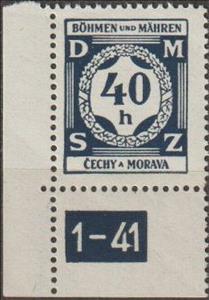 BÖHMEN UND MÄHREN
D M
40
h
S Z
ČECHY A MORAVA
1-41